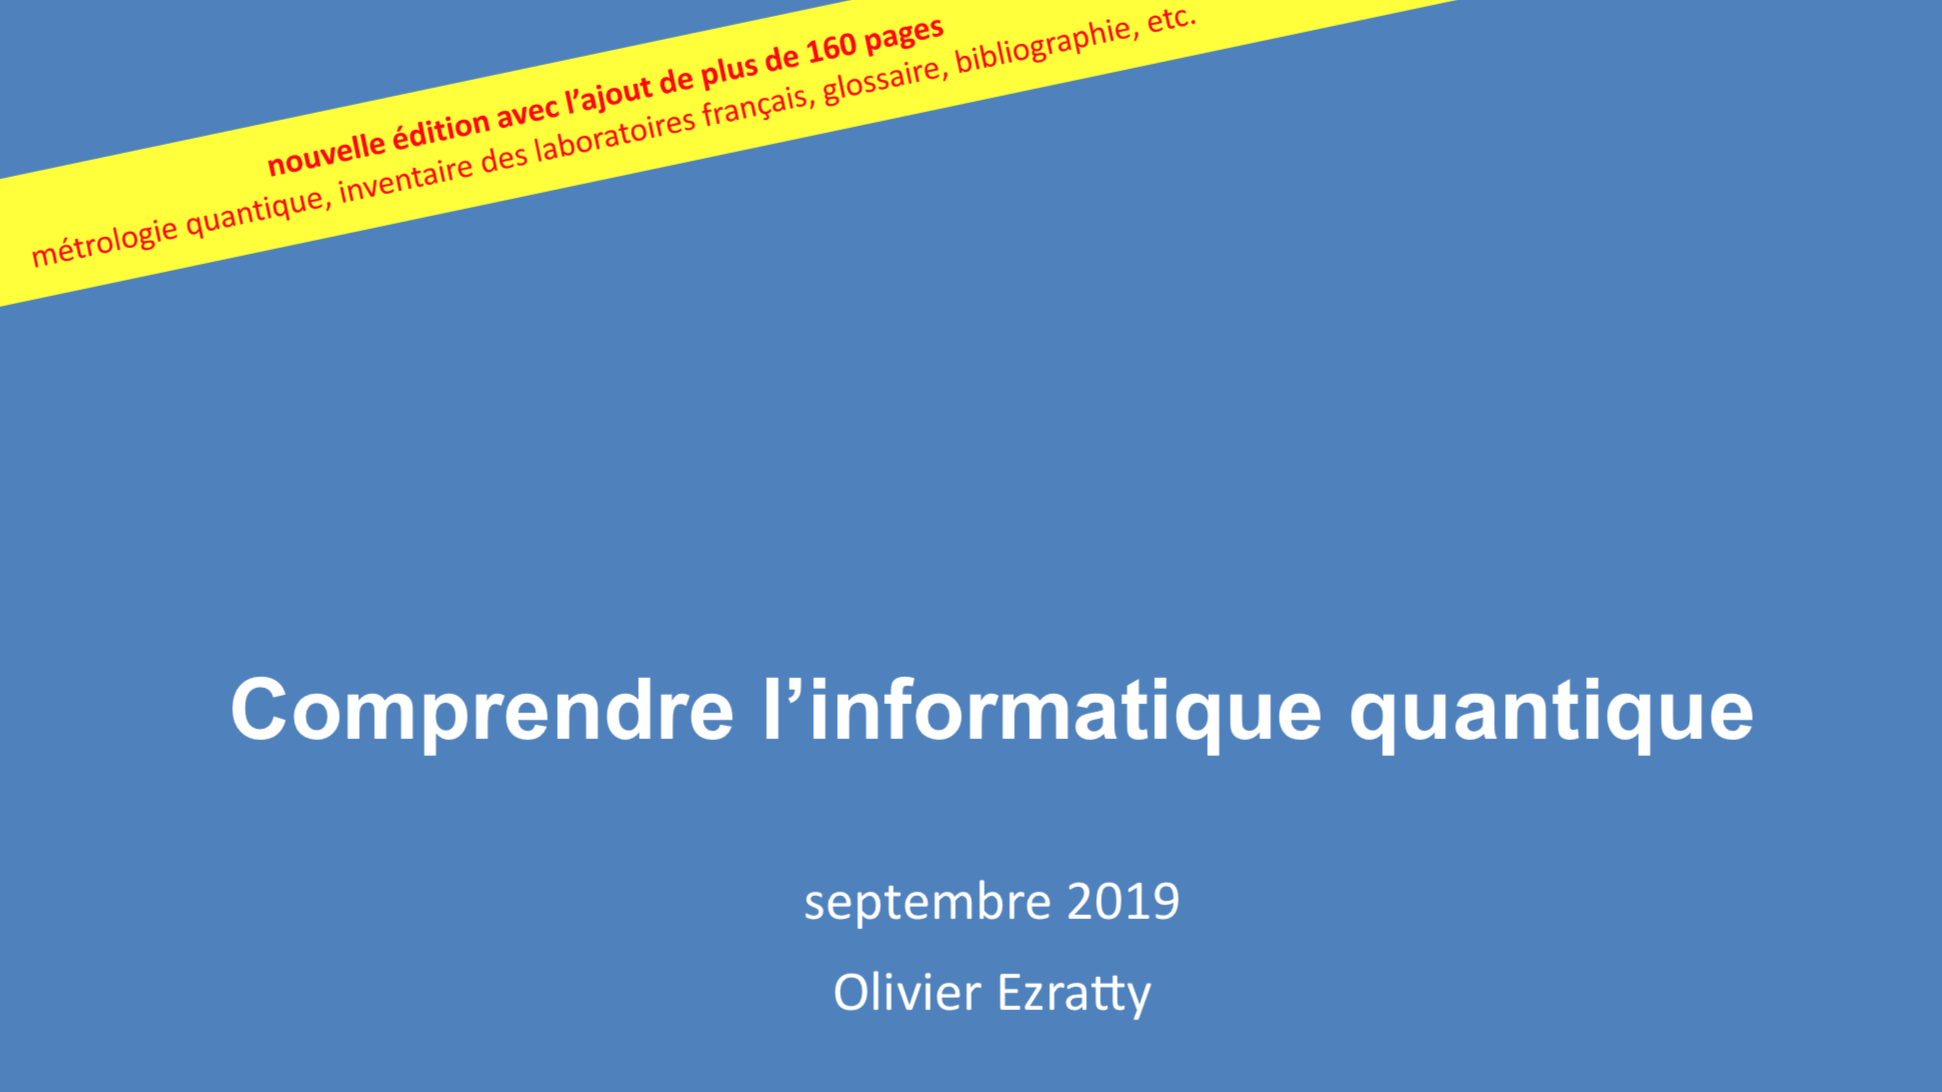 nouvelle édition avec l’ajout de plus de 160 pages
métrologie quantique, inventaire des laboratoires français, glossaire, bibliographie, etc.
Comprendre l’informatique quantique
septembre 2019
Olivier Ezratty